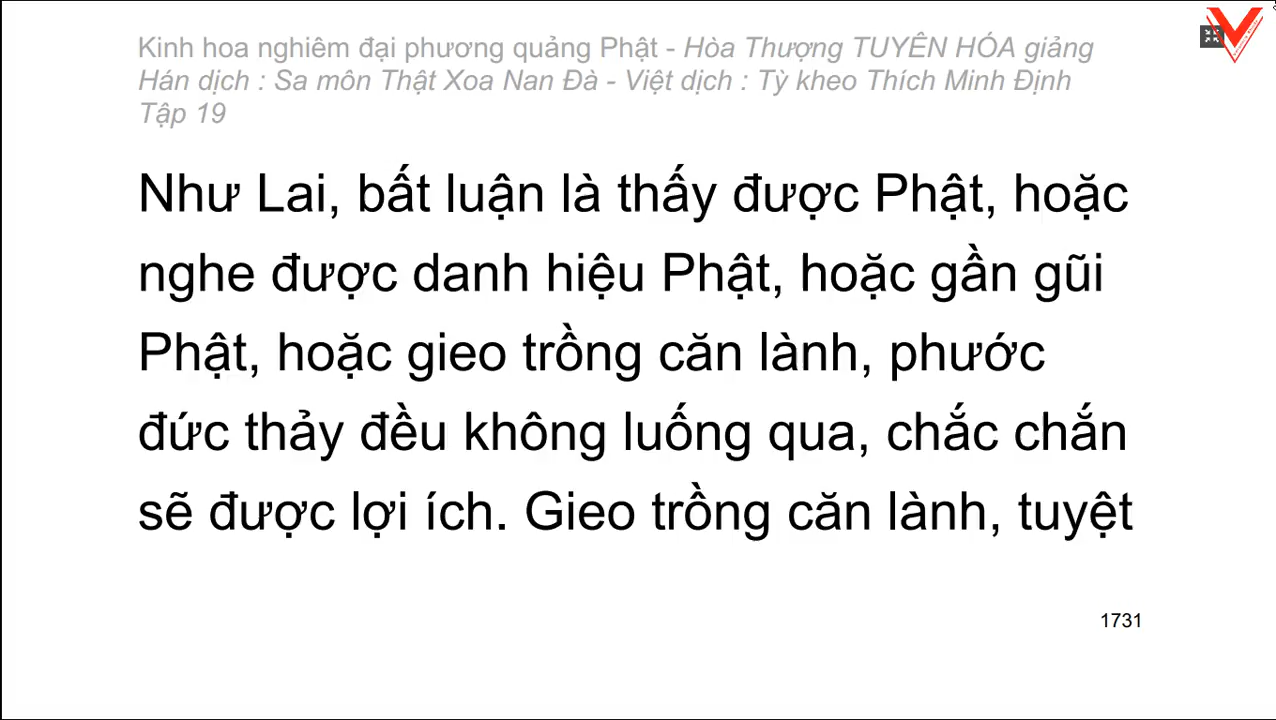 Kinh hoa nghiêm đại phương quảng Phật - Hòa Thượng TUYÊN HÓA giảng
Hán dịch : Sa môn Thật Xoa Nan Đà - Việt dịch : Tỳ kheo Thích Minh Định
Tập 19
Như Lai, bất luận là thấy được Phật, hoặc
nghe được danh hiệu Phật, hoặc gần gũi
Phật, hoặc gieo trồng căn lành, phước
đức thảy đều không luống qua, chắc chắn
sẽ được lợi ích. Gieo trồng căn lành, tuyệt
1731